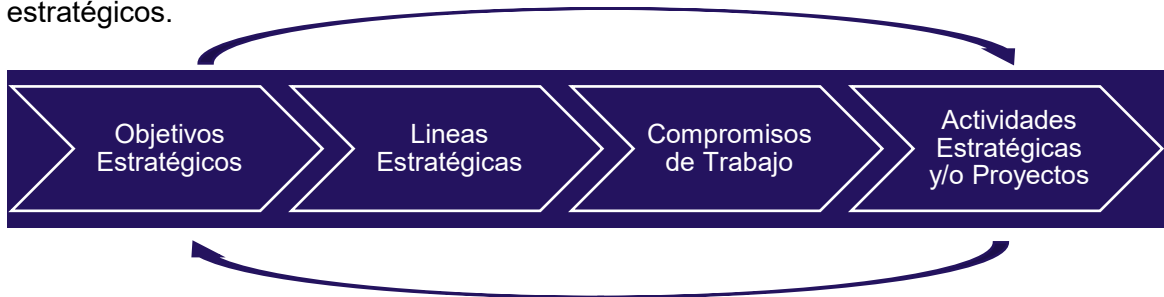 estratégicos.
Objetivos
Estratégicos
Lineas
Estratégicas
Compromisos
de Trabajo
Actividades
Estratégicas
y/o Proyectos